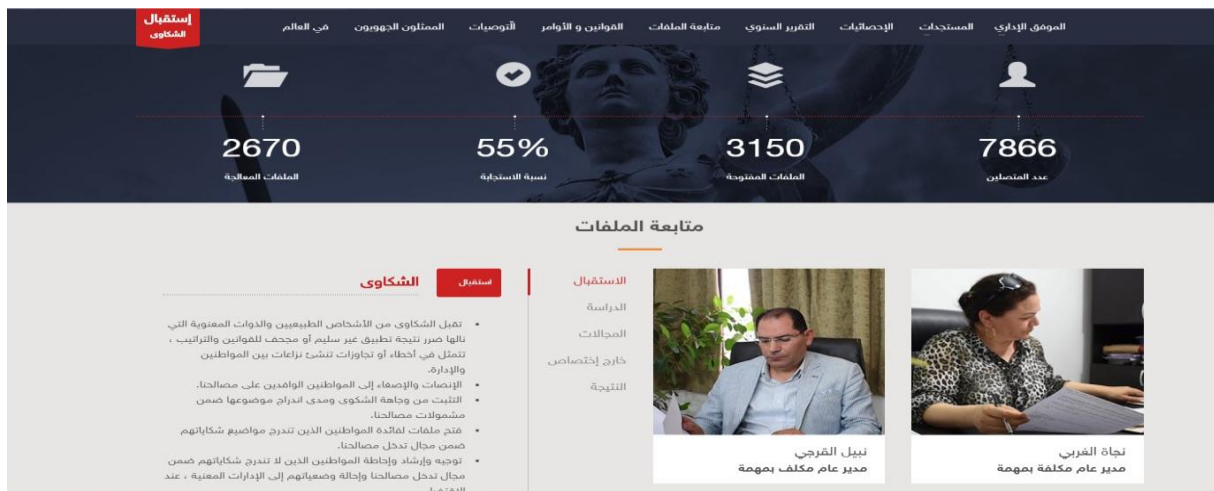 الموفق الإداري المستجدات الإحصائيات التقرير السنوي متابعة الملفات القوانين و الأوامر التوصيات الممثلون الجهويون في العالم
إستقبال
الشكاوى
7866 3150 55% 2670
عدد المتصلين الملفات المفتوحة نسبة الاستجابة الملفات المعالجة
متابعة الملفات
نجاة الغربي
مدير عام مكلفة بمهمة
نبيل القرجي
مدير عام مكلف بمهمة
الاستقبال
الدراسة
المجالات
خارج إختصاص
النتيجة
استقبال الشكاوى
تقبل الشكاوى من الأشخاص الطبيعيين والذوات المعنوية التي
نالها ضرر نتيجة تطبيق غير سليم أو مجحف للقوانين والتراتيب ،
تتمثل في أخطاء أو تجاوزات تنشئ نزاعات بين المواطنين
والإدارة.
الإنصات والإصغاء إلى المواطنين الوافدين على مصالحنا.
التثبت من وجاهة الشكوى ومدى اندراج موضوعها ضمن
مشمولات مصالحنا.
فتح ملفات لفائدة المواطنين الذين تندرج مواضيع شكاياتهم
ضمن مجال تدخل مصالحنا.
توجيه وإرشاد وإحاطة المواطنين الذين لا تندرج شكاياتهم ضمن
مجال تدخل مصالحنا وإحالة وضعياتهم إلى الإدارات المعنية ، عند